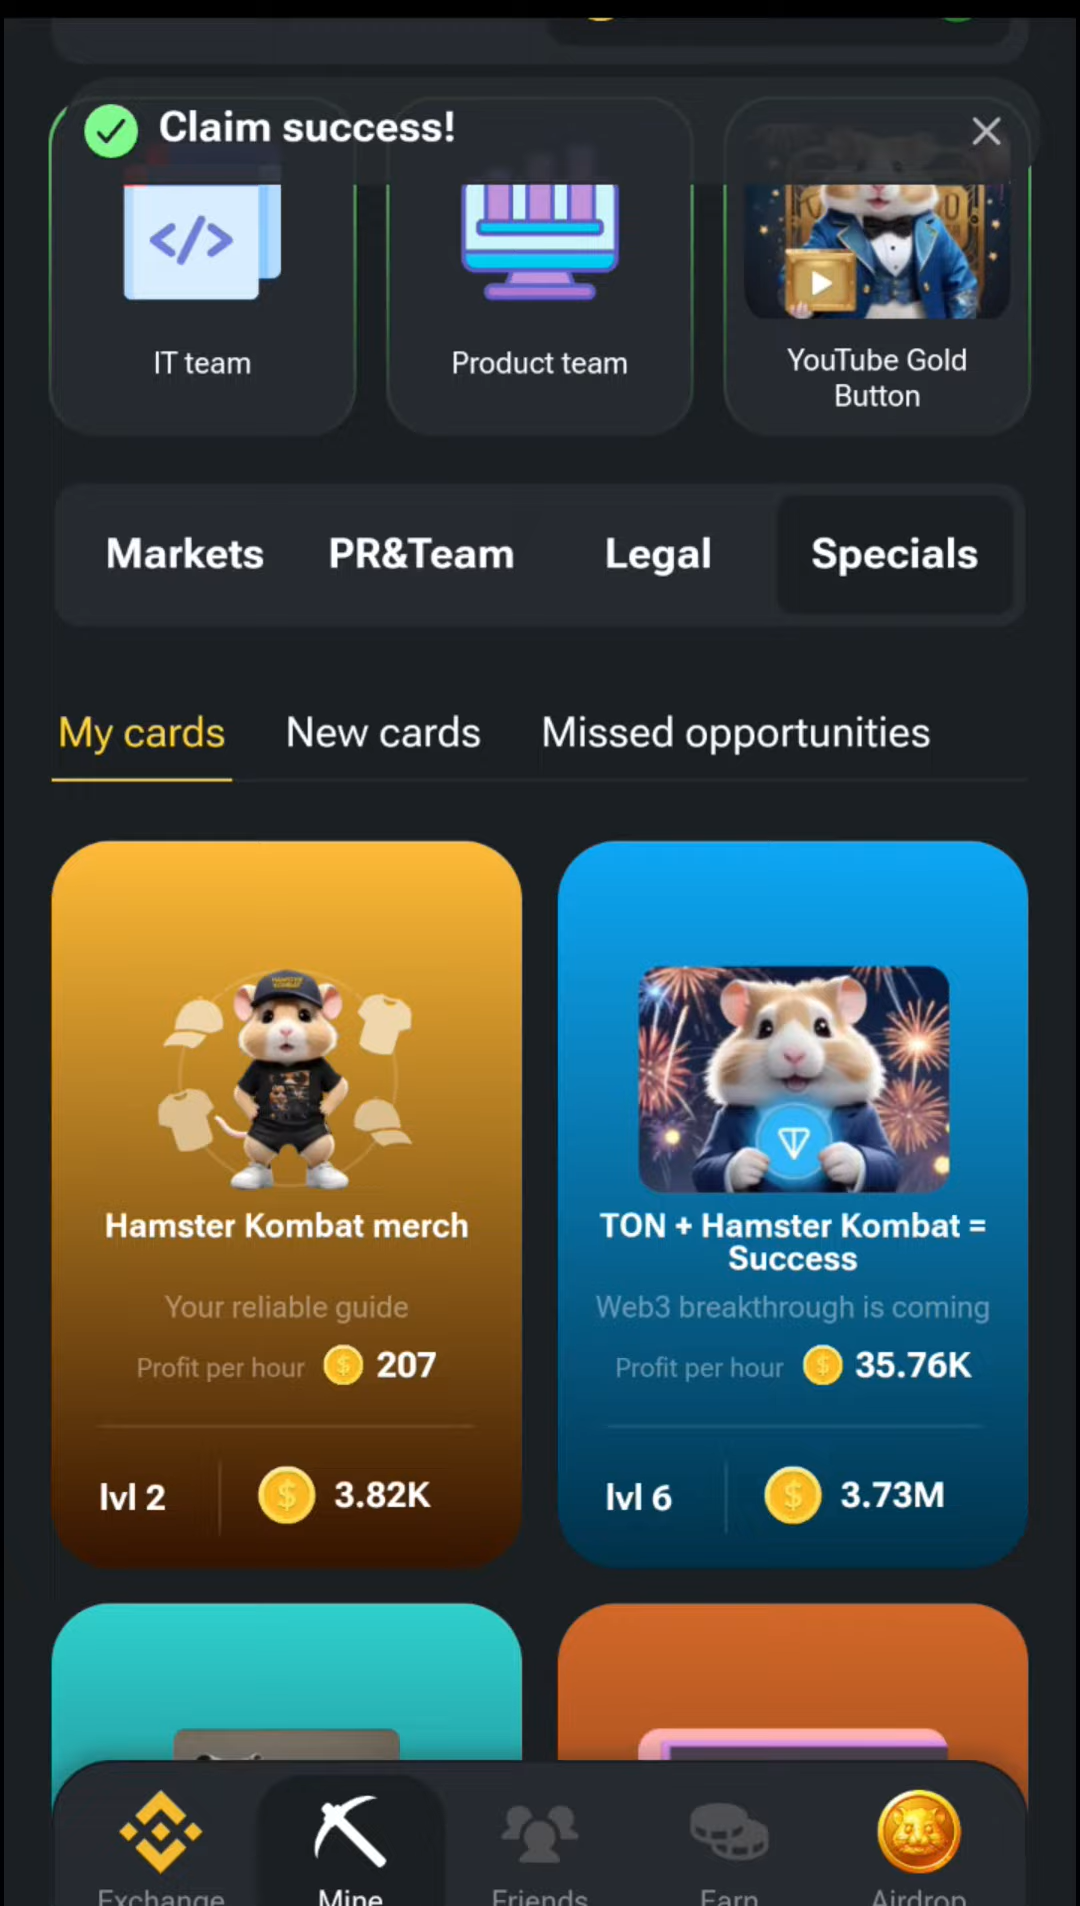 Claim success!
IT team
Product team
YouTube Gold
Button
Markets
PR&Team
Legal
Specials
My cards
New cards
Missed opportunities
HAMSTER
KOMBAT
Hamster Kombat merch
Your reliable guide
Profit per hour
207
lvl 2
3.82K
TON + Hamster Kombat =
Success
Web3 breakthrough is coming
Profit per hour
35.76K
lvl 6
3.73M
Exchange
Mine
Friends
Earn
Airdrop